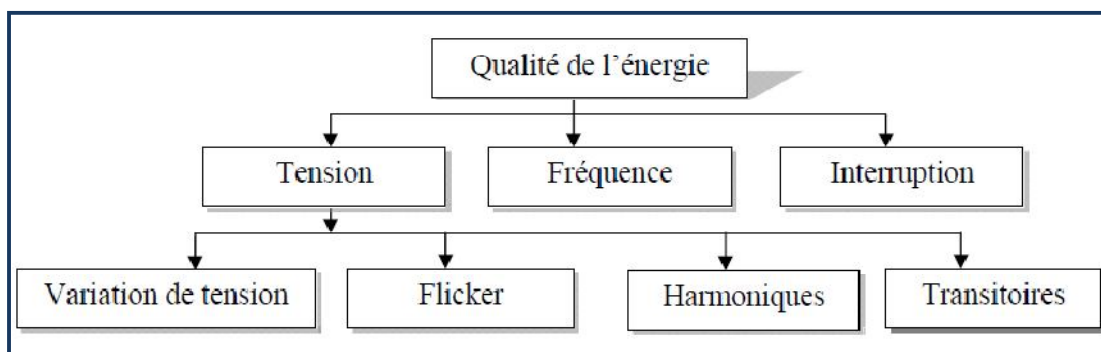 Qualité de l’énergie
Tension
Fréquence
Interruption
Variation de tension
Flicker
Harmoniques
Transitoires